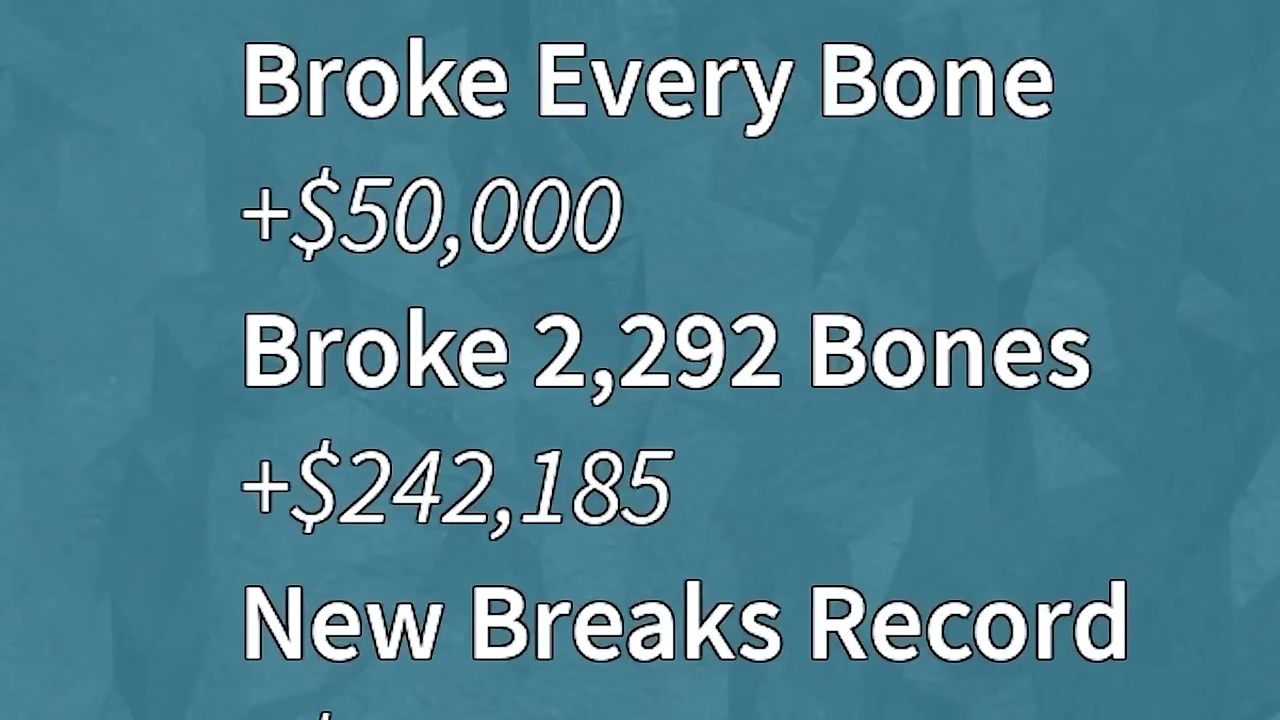 Broke Every Bone
+$50,000
Broke 2,292 Bones
+$242,185
New Breaks Record